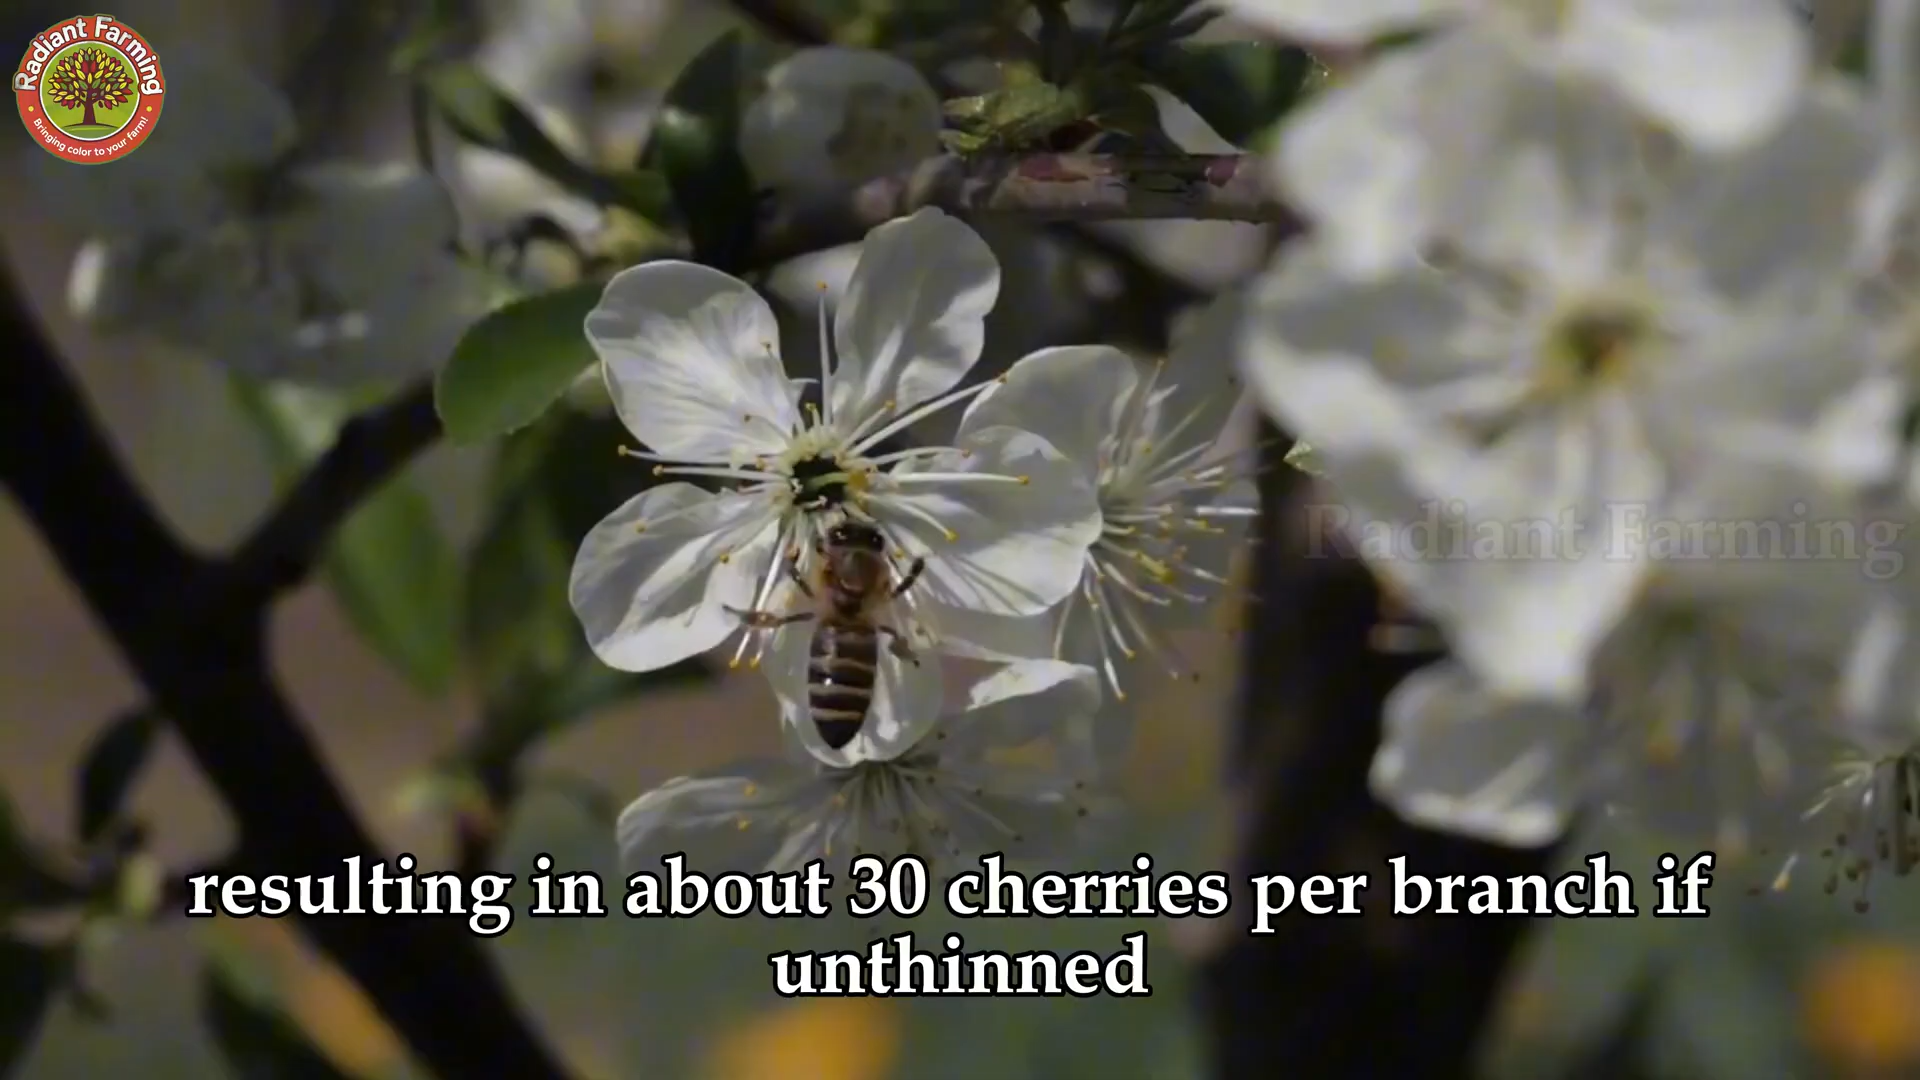 Radiant Farming
Bringing color to your farm!
Radiant Farming
resulting in about 30 cherries per branch if
unthinned